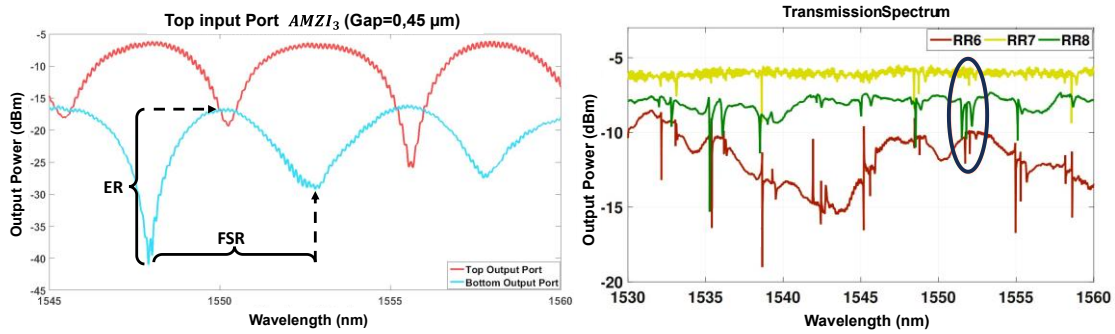 Top input Port AMZI₃ (Gap=0,45 µm)
Output Power (dBm)
-5
-10
-15
-20
-25
-30
-35
-40
-45
ER
FSR
Top Output Port
Bottom Output Port
1545
1550
1555
1560
Wavelength (nm)
TransmissionSpectrum
RR6 RR7 RR8
Output Power (dBm)
-5
-10
-15
-20
1530 1535 1540 1545 1550 1555 1560
Wavelength (nm)